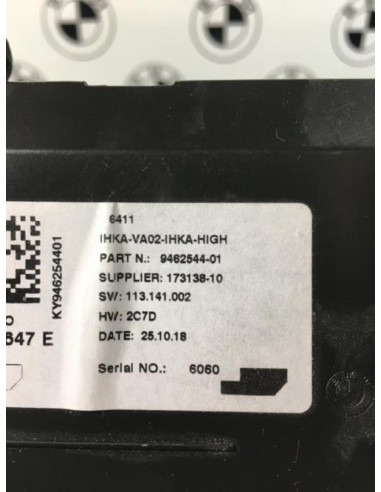 6411
IHKA-VA02-IHKA-HIGH
PART N.: 9462544-01
SUPPLIER: 173138-10
SW: 113.141.002
HW: 2C7D
DATE: 25.10.18
Serial NO.: 6060
KY946254401
O
647 E